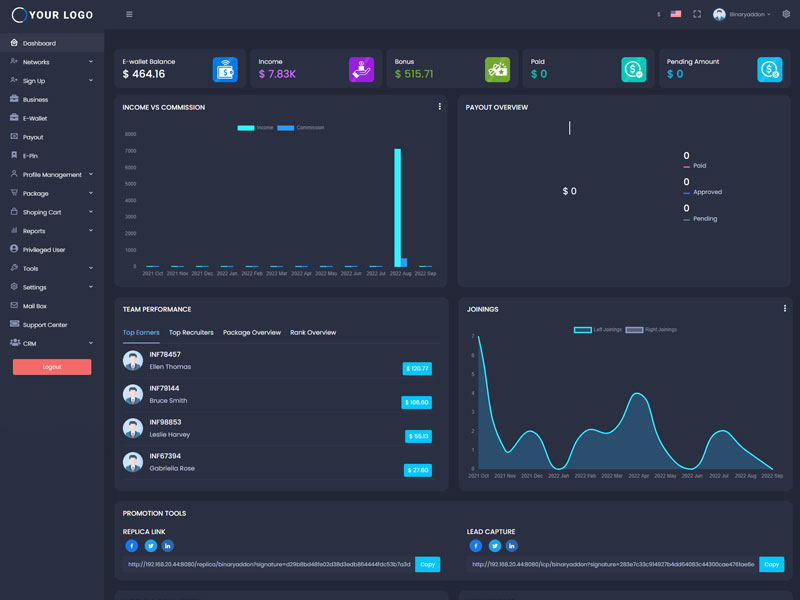 YOUR LOGO
$
Binaryaddon
Dashboard
Networks
Sign Up
Business
E-Wallet
Payout
E-Pin
Profile Management
Package
Shoping Cart
Reports
Privileged User
Tools
Settings
Mail Box
Support Center
CRM
Logout
E-wallet Balance
$ 464.16
Income
$ 7.83K
Bonus
$ 515.71
Paid
$ 0
Pending Amount
$ 0
INCOME VS COMMISSION
Income Commission
8000
7000
6000
5000
4000
3000
2000
1000
0
2021 Oct 2021 Nov 2021 Dec 2022 Jan 2022 Feb 2022 Mar 2022 Apr 2022 May 2022 Jun 2022 Jul 2022 Aug 2022 Sep
PAYOUT OVERVIEW
$ 0
0
Paid
0
Approved
0
Pending
TEAM PERFORMANCE
Top Earners Top Recruiters Package Overview Rank Overview
INF78457
Ellen Thomas
$ 120.77
INF79144
Bruce Smith
$ 106.60
INF98853
Leslie Harvey
INF67394
Gabriella Rose
$ 27.60
JOININGS
Left Joinings Right Joinings
7
6
5
4
3
2
1
0
2021 Oct 2021 Nov 2021 Dec 2022 Jan 2022 Feb 2022 Mar 2022 Apr 2022 May 2022 Jun 2022 Jul 2022 Aug 2022 Sep
PROMOTION TOOLS
REPLICA LINK
http://192.168.20.44:8080/replica/binaryaddon?signature=d29b8bd48fe02d38d3edb864444fdc53b7a3d
Copy
LEAD CAPTURE
http://192.168.20.44:8080/lcp/binaryaddon?signature=283e7c33c914927b4dd64083c44300cae4761ae6e
Copy